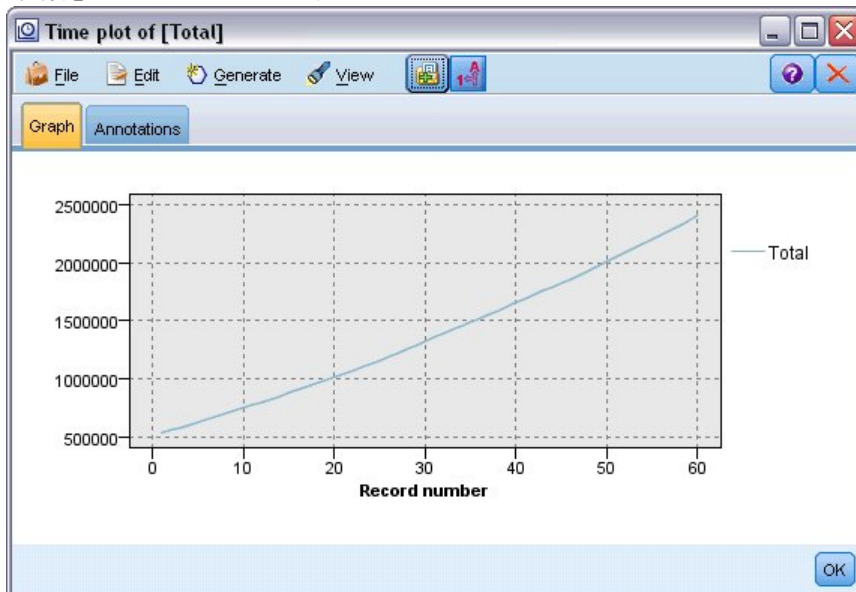 Time plot of [Total]
File Edit Generate View
Graph Annotations
2500000
2000000
1500000
1000000
500000
0 10 20 30 40 50 60
Record number
Total
OK